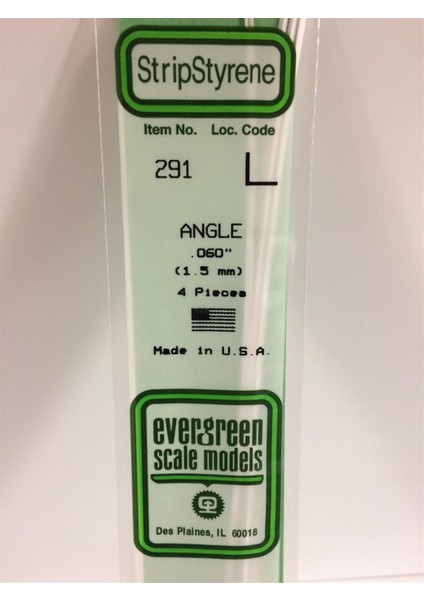 StripStyrene
Item No. Loc. Code
291
ANGLE
.060"
(1.5 mm)
4 Pieces
Made in U.S.A.
evergreen
scale models
Des Plaines, IL 60018